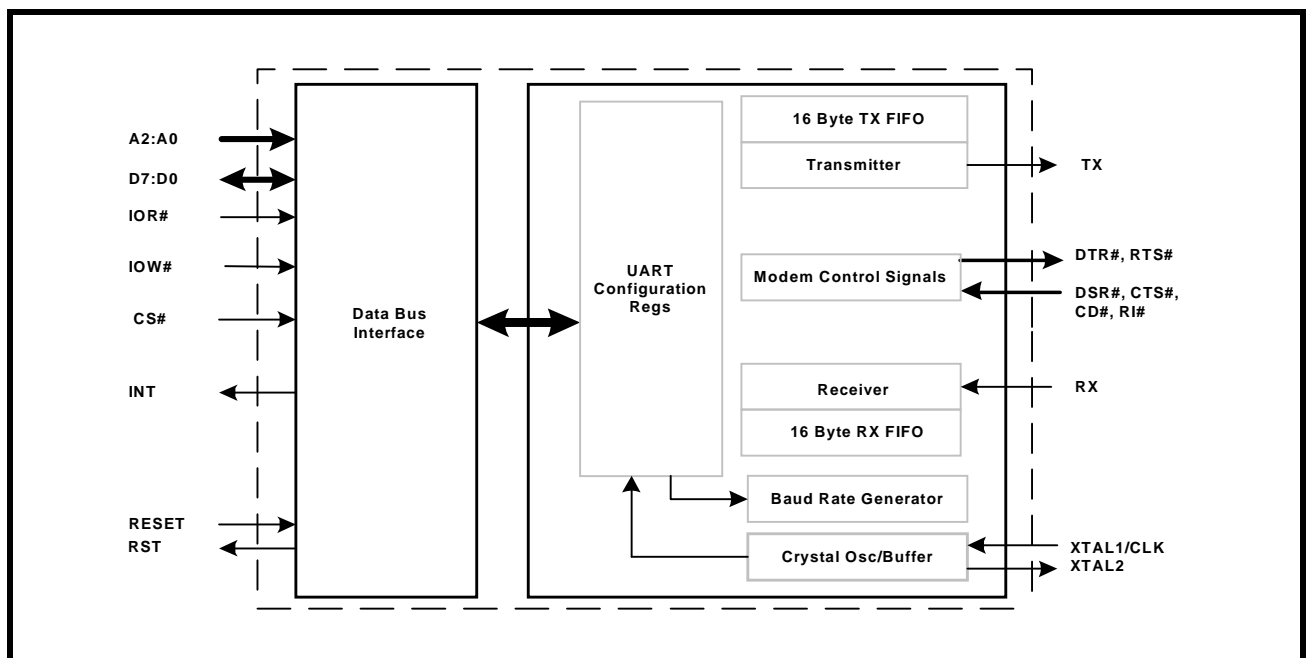 A2:A0
D7:D0
IOR#
IOW#
CS#
INT
RESET
RST
Data Bus
Interface
UART
Configuration
Regs
16 Byte TX FIFO
Transmitter
Modem Control Signals
Receiver
16 Byte RX FIFO
Baud Rate Generator
Crystal Osc/Buffer
TX
DTR#, RTS#
DSR#, CTS#,
CD#, RI#
RX
XTAL1/CLK
XTAL2